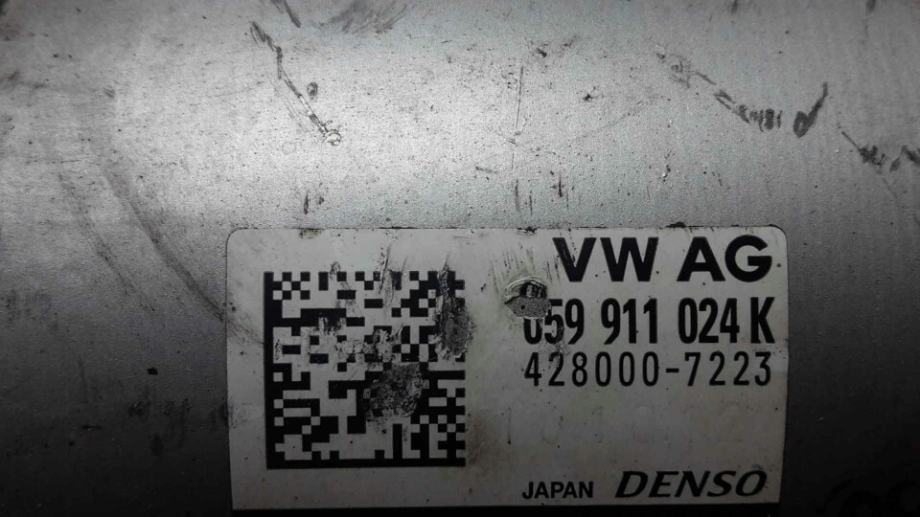 VW AG
059 911 024 K
428000-7223
JAPAN DENSO